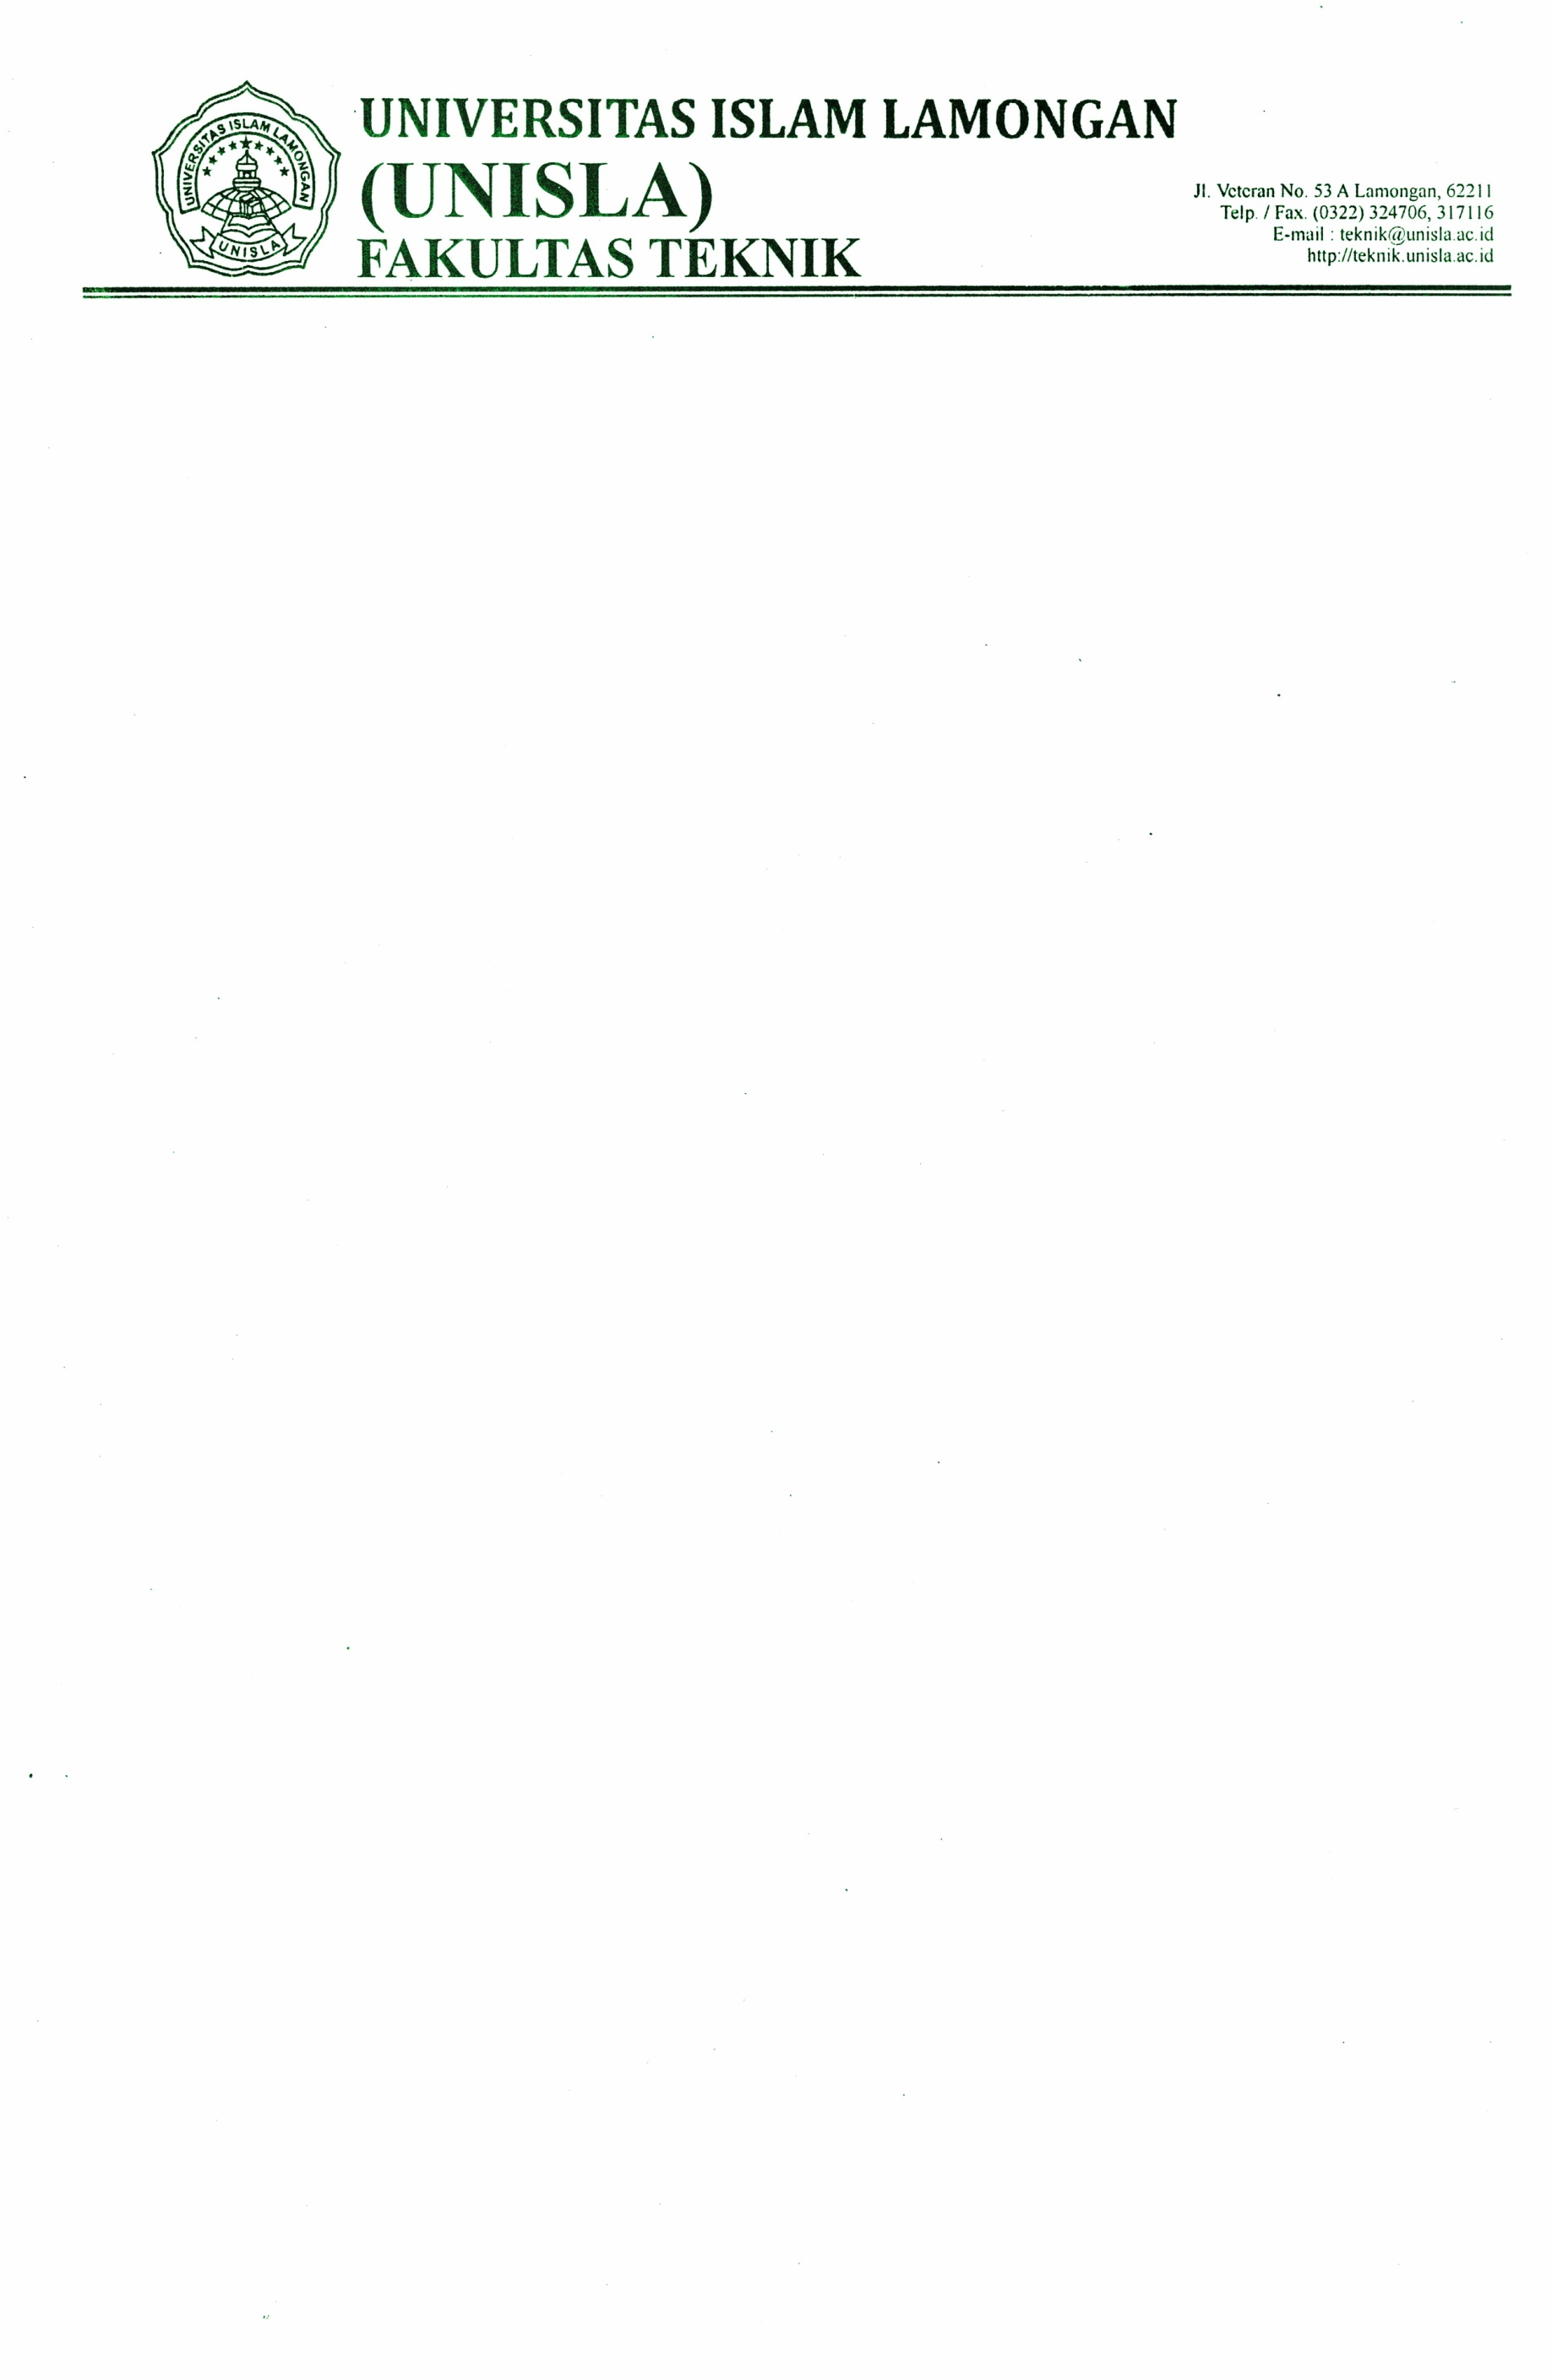 UNIVERSITAS ISLAM LAMONGAN
UNISLA
UNIVERSITAS ISLAM LAMONGAN
(UNISLA)
FAKULTAS TEKNIK
Jl. Veteran No. 53 A Lamongan, 62211
Telp. / Fax. (0322) 324706, 317116
E-mail : teknik@unisla.ac.id
http://teknik.unisla.ac.id